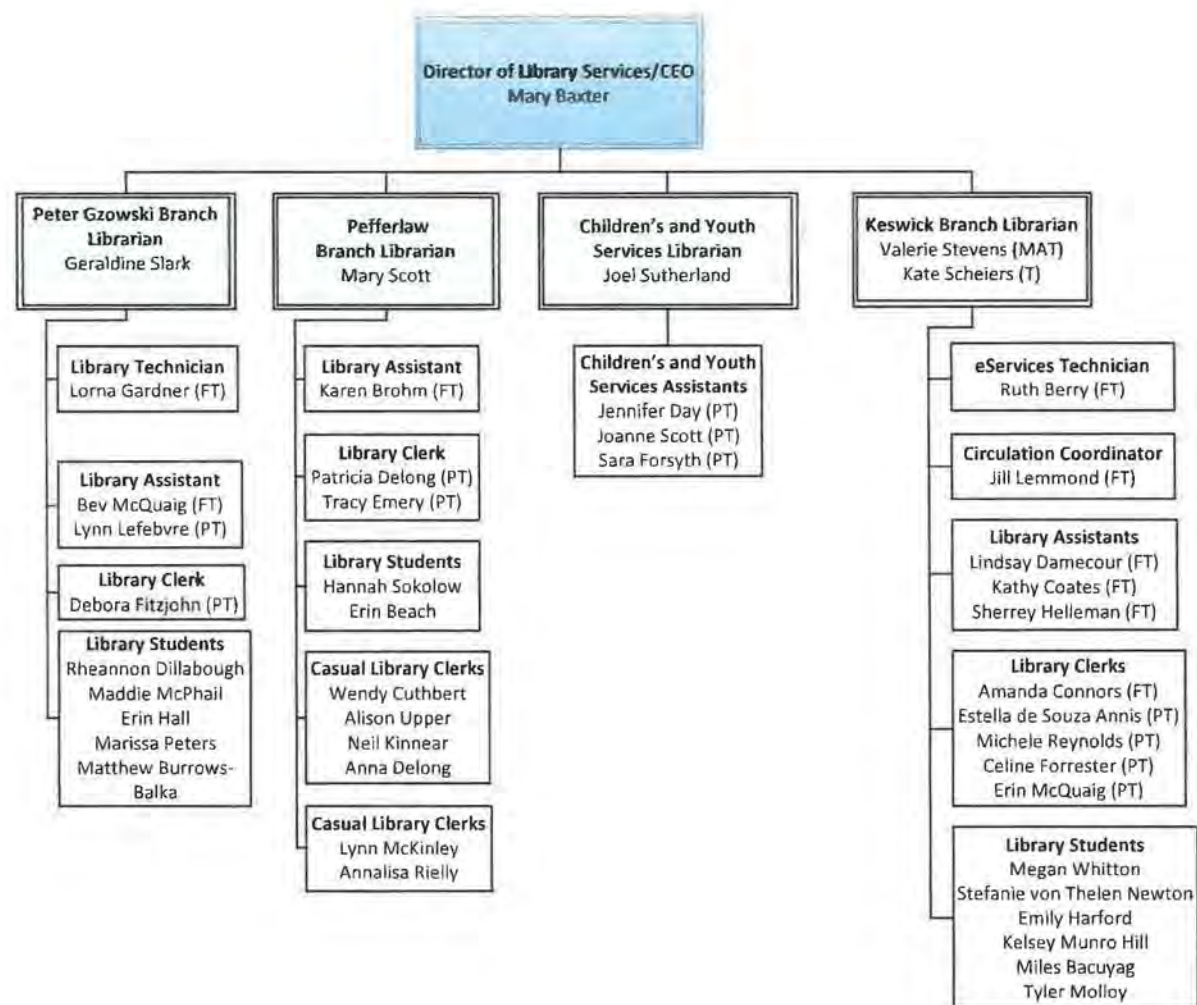 Director of Library Services/CEO
Mary Baxter
Peter Gzowski Branch
Librarian
Geraldine Slark
Pefferlaw
Branch Librarian
Mary Scott
Children's and Youth
Services Librarian
Joel Sutherland
Keswick Branch Librarian
Valerie Stevens (MAT)
Kate Scheiers (T)
Library Technician
Lorna Gardner (FT)
Library Assistant
Bev McQuaig (FT)
Lynn Lefebvre (PT)
Library Clerk
Debora Fitzjohn (PT)
Library Students
Rheannon Dillabough
Maddie McPhail
Erin Hall
Marissa Peters
Matthew Burrows-
Balka
Library Assistant
Karen Brohm (FT)
Library Clerk
Patricia Delong (PT)
Tracy Emery (PT)
Library Students
Hannah Sokolow
Erin Beach
Casual Library Clerks
Wendy Cuthbert
Alison Upper
Neil Kinnear
Anna Delong
Casual Library Clerks
Lynn McKinley
Annalisa Rielly
Children's and Youth
Services Assistants
Jennifer Day (PT)
Joanne Scott (PT)
Sara Forsyth (PT)
eServices Technician
Ruth Berry (FT)
Circulation Coordinator
Jill Lemmond (FT)
Library Assistants
Lindsay Damecour (FT)
Kathy Coates (FT)
Sherrey Helleman (FT)
Library Clerks
Amanda Connors (FT)
Estella de Souza Annis (PT)
Michele Reynolds (PT)
Celine Forrester (PT)
Erin McQuaig (PT)
Library Students
Megan Whitton
Stefanie von Thelen Newton
Emily Harford
Kelsey Munro Hill
Miles Bacuyag
Tyler Molloy